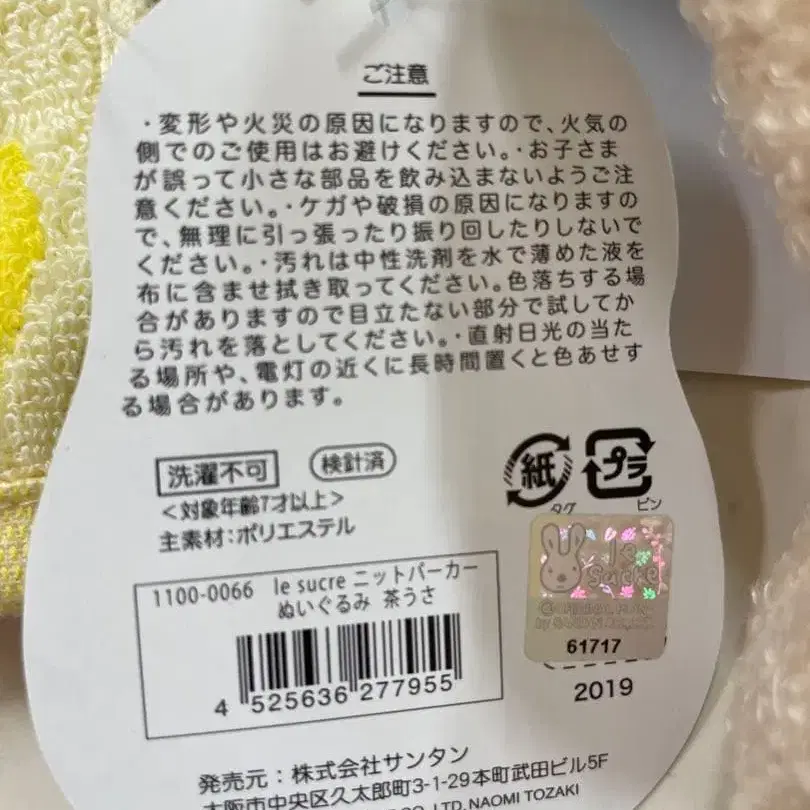 ご注意
・変形や火災の原因になりますので、火気の
側でのご使用はお避けください。・お子さま
が誤って小さな部品を飲み込まないようご注
意ください。・ケガや破損の原因になりますの
で、無理に引っ張ったり振り回したりしないで
ください。・汚れは中性洗剤を水で薄めた液を
布に含ませ拭き取ってください。色落ちする場
合がありますので目立たない部分で試してか
ら汚れを落としてください。・直射日光の当た
る場所や、電灯の近くに長時間置くと色あせす
る場合があります。
洗濯不可 検針済
<対象年齢7才以上>
主素材:ポリエステル
紙 プラ
タグ ピン
1100-0066 le sucre ニットパーカー
ぬいぐるみ 茶うさ
4 525636 277955
le
Sucre
61717
2019
発売元:株式会社サンタン
大阪市中央区久太郎町3-1-29本町武田ビル5F
CO.,LTD.NAOMI TOZAKI